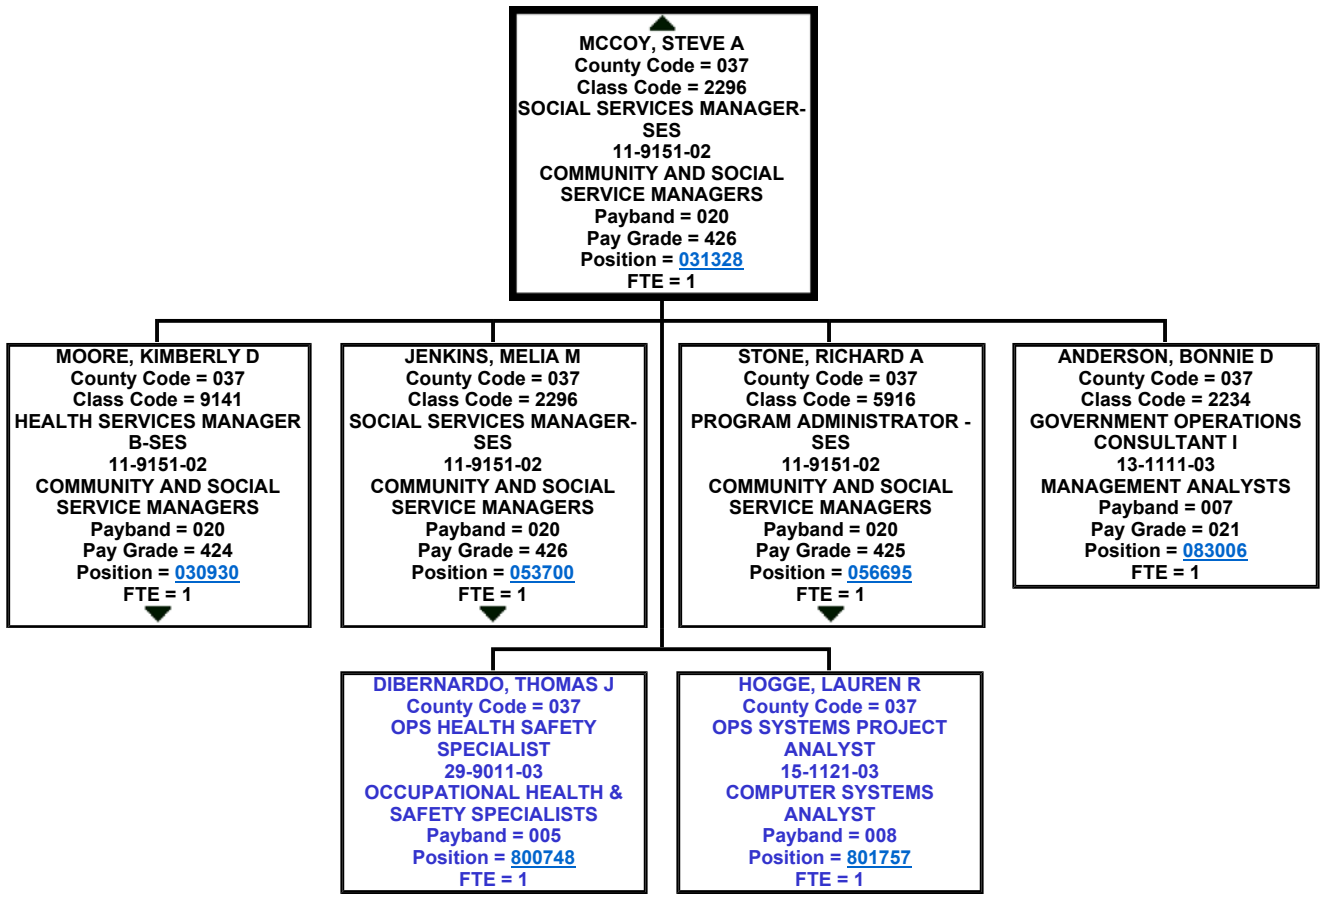 MCCOY, STEVE A
County Code = 037
Class Code = 2296
SOCIAL SERVICES MANAGER-
SES
11-9151-02
COMMUNITY AND SOCIAL
SERVICE MANAGERS
Payband = 020
Pay Grade = 426
Position = 031328
FTE = 1
MOORE, KIMBERLY D
County Code = 037
Class Code = 9141
HEALTH SERVICES MANAGER
B-SES
11-9151-02
COMMUNITY AND SOCIAL
SERVICE MANAGERS
Payband = 020
Pay Grade = 424
Position = 030930
FTE = 1
JENKINS, MELIA M
County Code = 037
Class Code = 2296
SOCIAL SERVICES MANAGER-
SES
11-9151-02
COMMUNITY AND SOCIAL
SERVICE MANAGERS
Payband = 020
Pay Grade = 426
Position = 053700
FTE = 1
STONE, RICHARD A
County Code = 037
Class Code = 5916
PROGRAM ADMINISTRATOR -
SES
11-9151-02
COMMUNITY AND SOCIAL
SERVICE MANAGERS
Payband = 020
Pay Grade = 425
Position = 056695
FTE = 1
ANDERSON, BONNIE D
County Code = 037
Class Code = 2234
GOVERNMENT OPERATIONS
CONSULTANT I
13-1111-03
MANAGEMENT ANALYSTS
Payband = 007
Pay Grade = 021
Position = 083006
FTE = 1
DIBERNARDO, THOMAS J
County Code = 037
OPS HEALTH SAFETY
SPECIALIST
29-9011-03
OCCUPATIONAL HEALTH &
SAFETY SPECIALISTS
Payband = 005
Position = 800748
FTE = 1
HOGGE, LAUREN R
County Code = 037
OPS SYSTEMS PROJECT
ANALYST
15-1121-03
COMPUTER SYSTEMS
ANALYST
Payband = 008
Position = 801757
FTE = 1